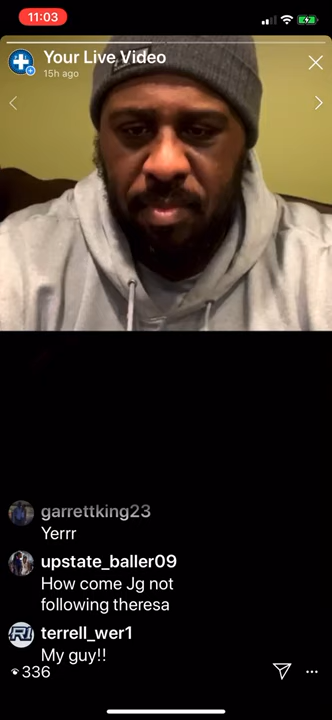 11:03
Your Live Video
15h ago
garrettking23
Yerrr
upstate_baller09
How come Jg not
following theresa
terrell_wer1
My guy!!
336